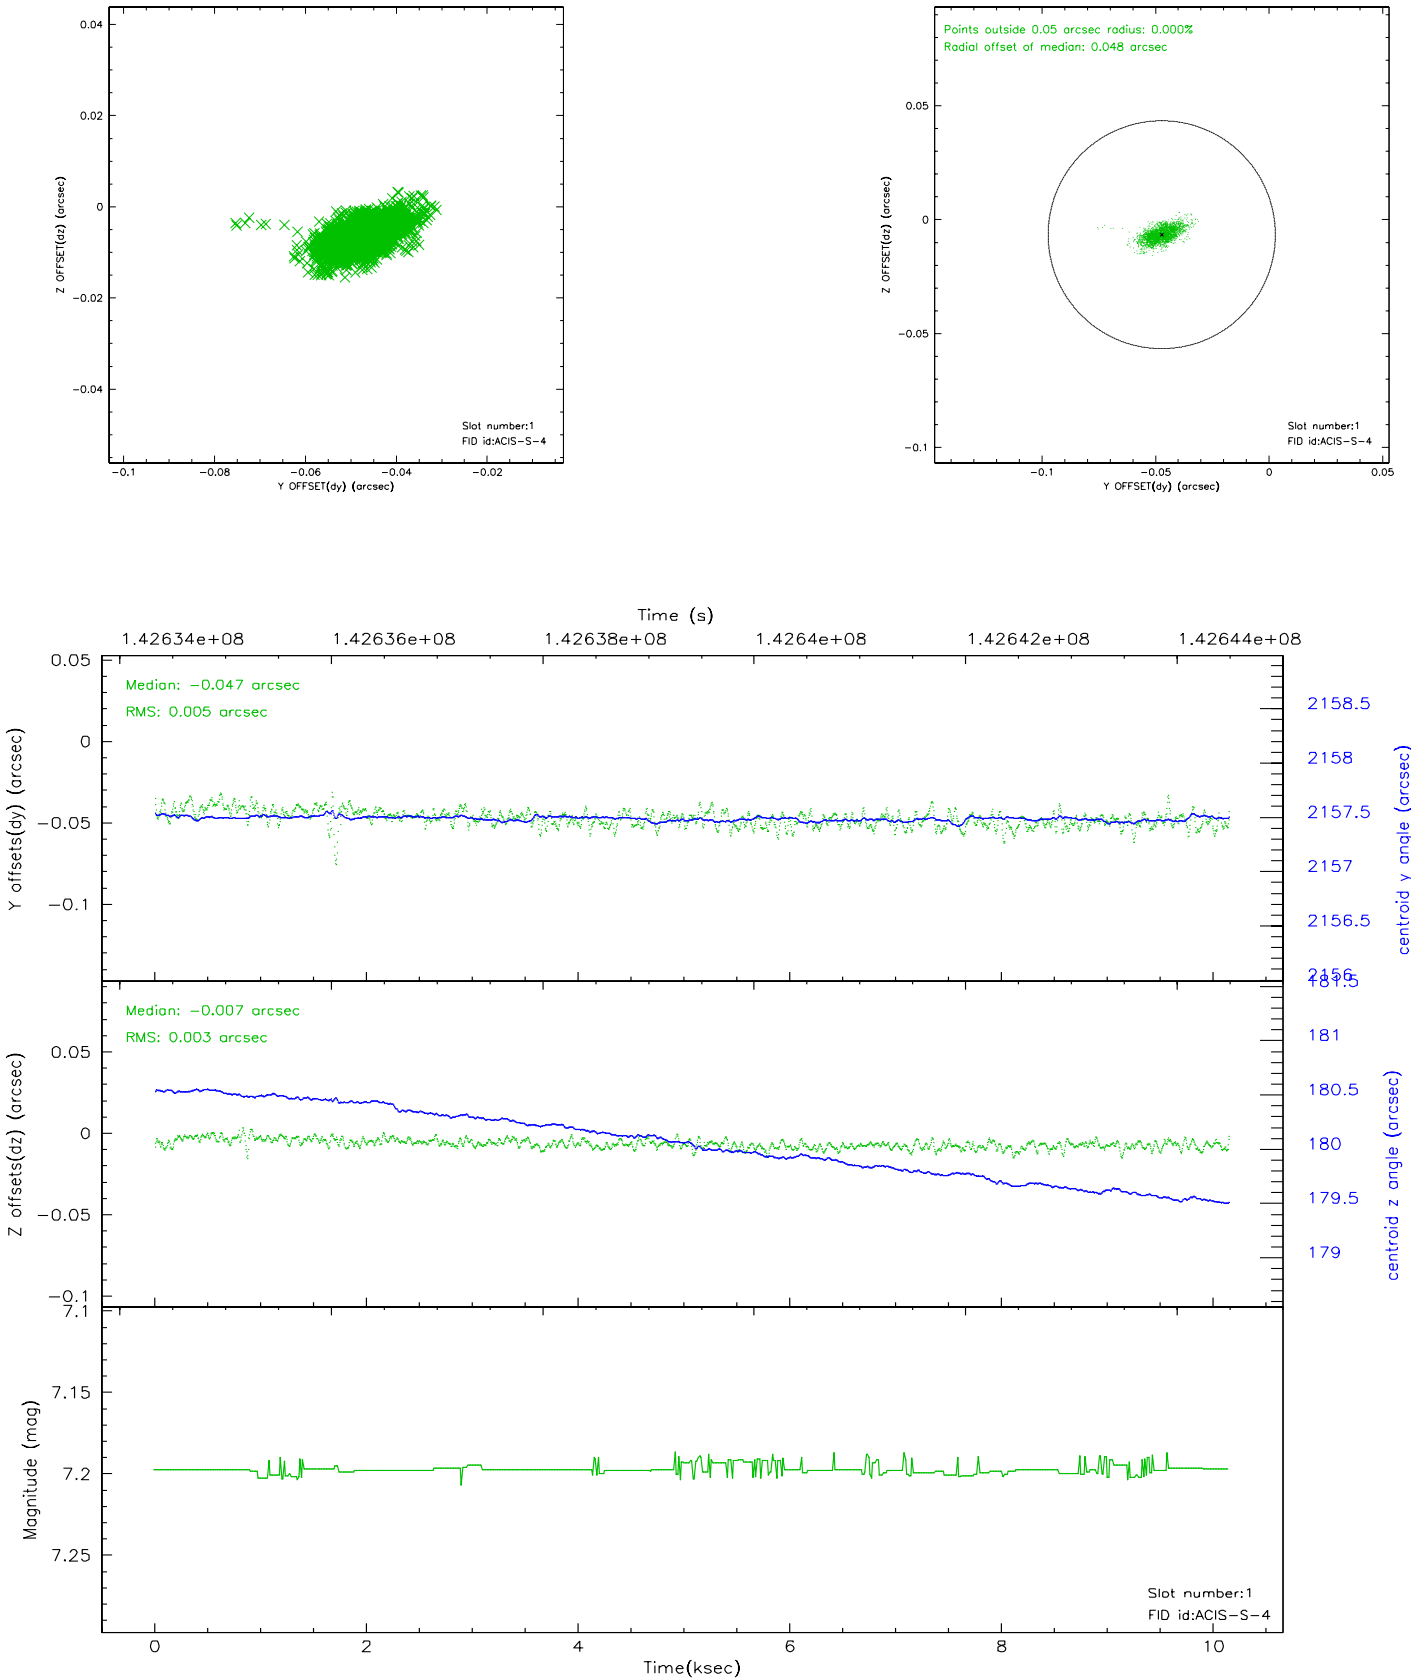 0.04
0.02
0
−0.02
−0.04
Z OFFSET(dz) (arcsec)
Slot number:1
FID id:ACIS−S−4
−0.1
−0.08
−0.06
−0.04
−0.02
Y OFFSET(dy) (arcsec)
Points outside 0.05 arcsec radius: 0.000%
Radial offset of median: 0.048 arcsec
0.05
0
−0.05
−0.1
Z OFFSET(dz) (arcsec)
Slot number:1
FID id:ACIS−S−4
−0.1
−0.05
0
0.05
Y OFFSET(dy) (arcsec)
Time (s)
1.42634e+08
1.42636e+08
1.42638e+08
1.4264e+08
1.42642e+08
1.42644e+08
0.05
0
−0.05
−0.1
Y offsets(dy) (arcsec)
Median: −0.047 arcsec
RMS: 0.005 arcsec
2158.5
2158
2157.5
2157
2156.5
2156
centroid y angle (arcsec)
0.05
0
−0.05
−0.1
Z offsets(dz) (arcsec)
Median: −0.007 arcsec
RMS: 0.003 arcsec
181.5
181
180.5
180
179.5
179
centroid z angle (arcsec)
7.1
7.15
7.2
7.25
Magnitude (mag)
Slot number:1
FID id:ACIS−S−4
0
2
4
6
8
10
Time(ksec)